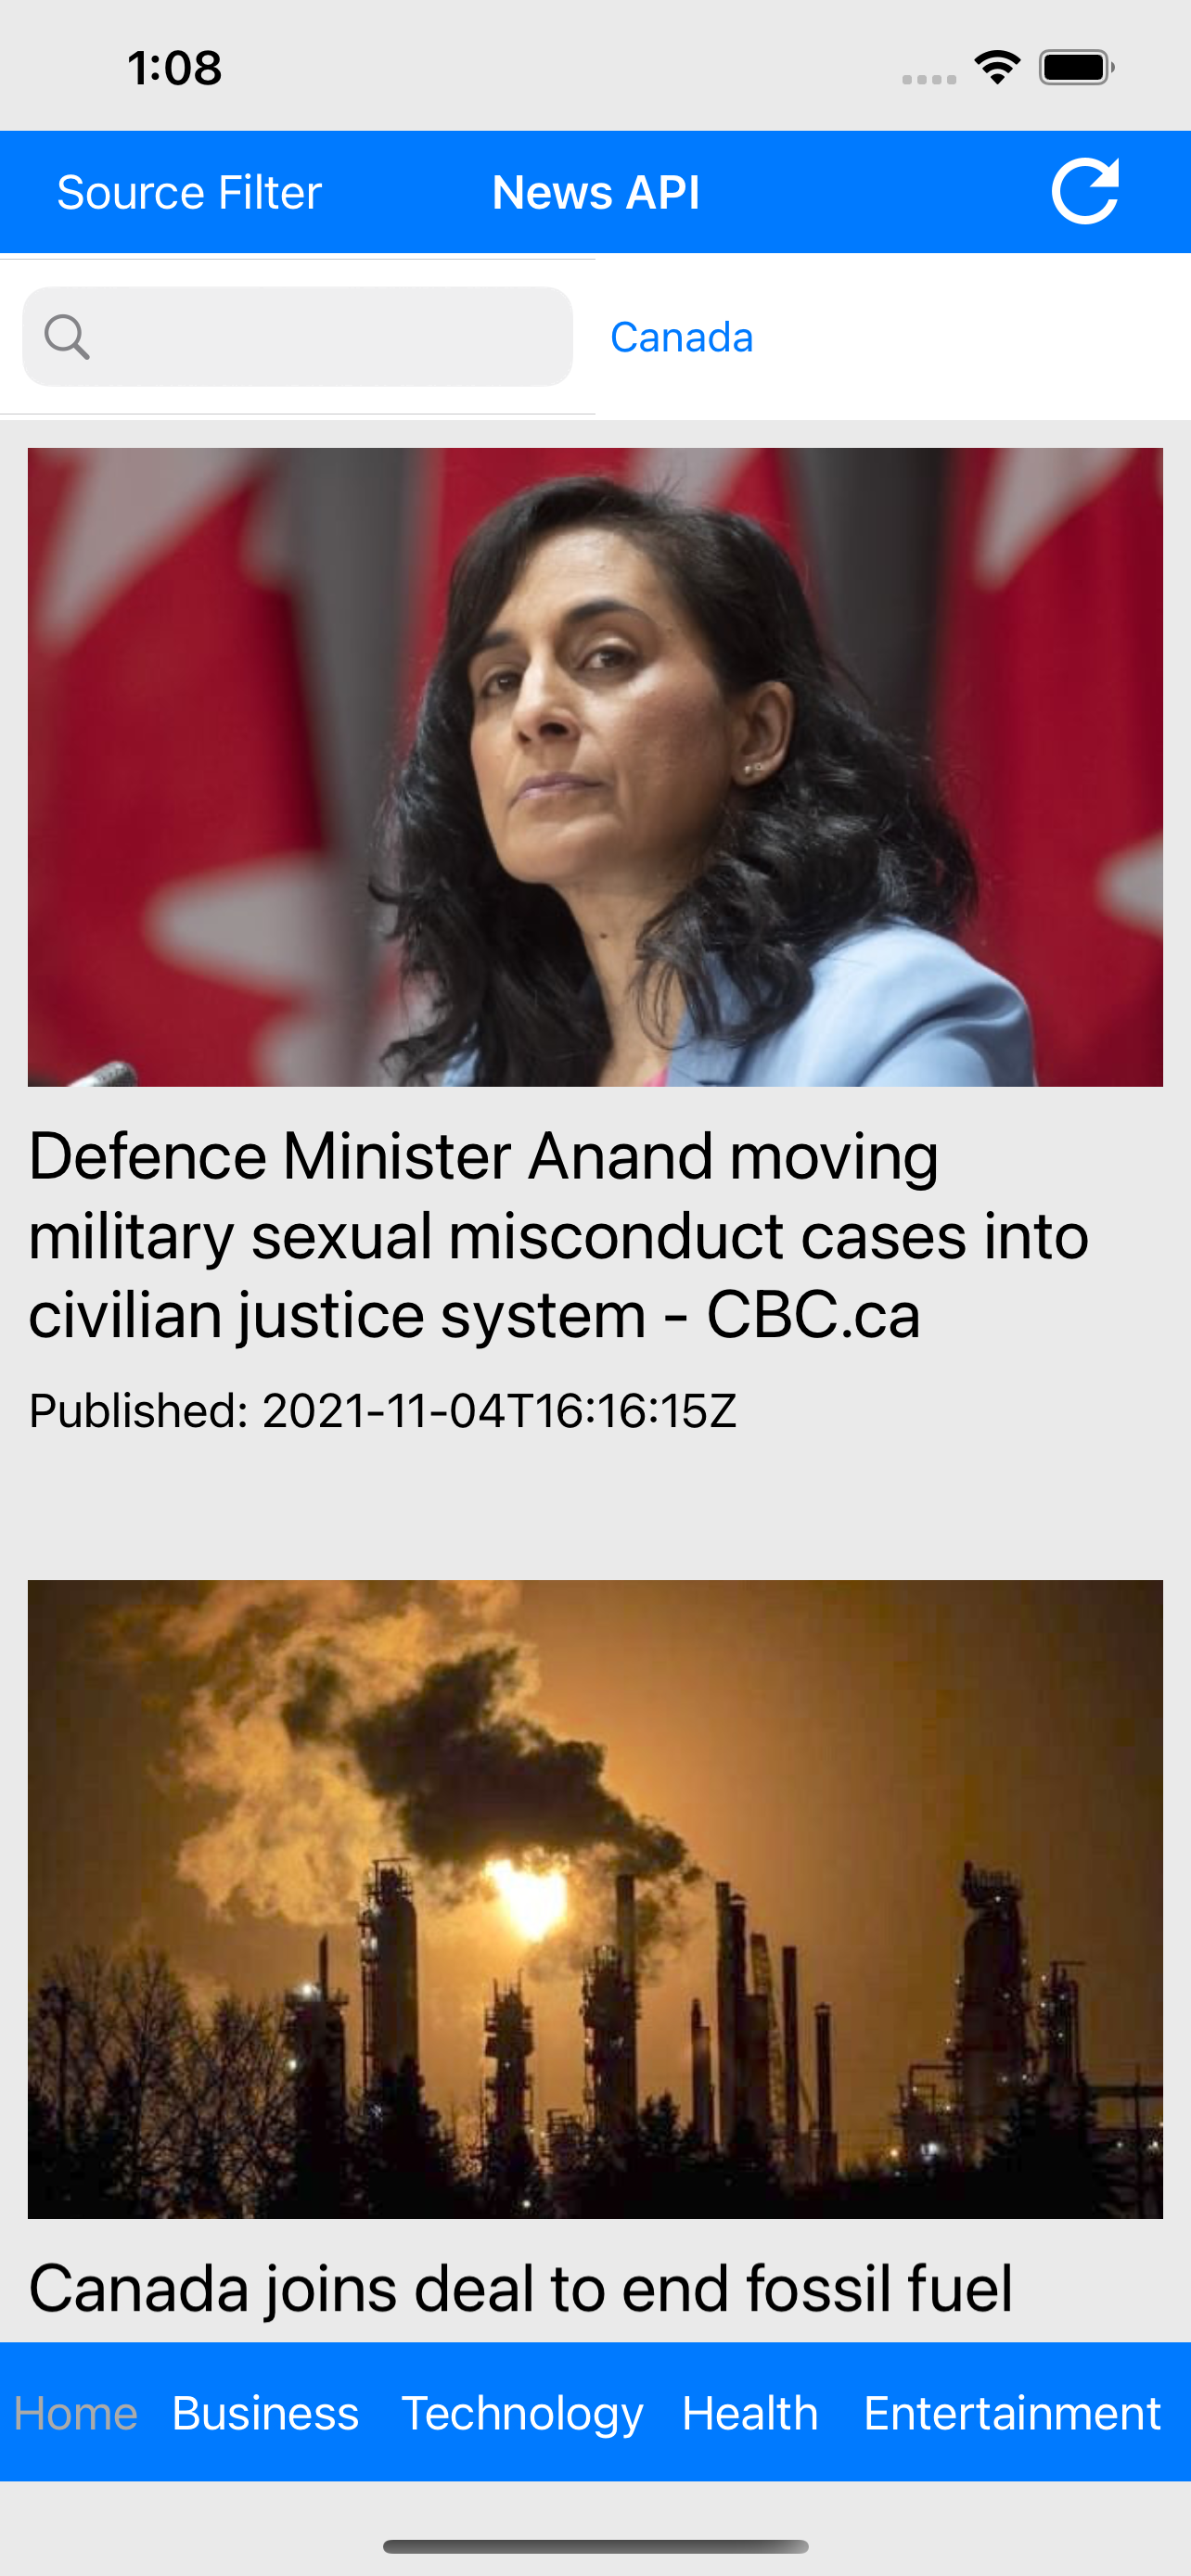 1:08
Source Filter
News API
Canada
Defence Minister Anand moving
military sexual misconduct cases into
civilian justice system - CBC.ca
Published: 2021-11-04T16:16:15Z
Canada joins deal to end fossil fuel
Home Business Technology Health Entertainment